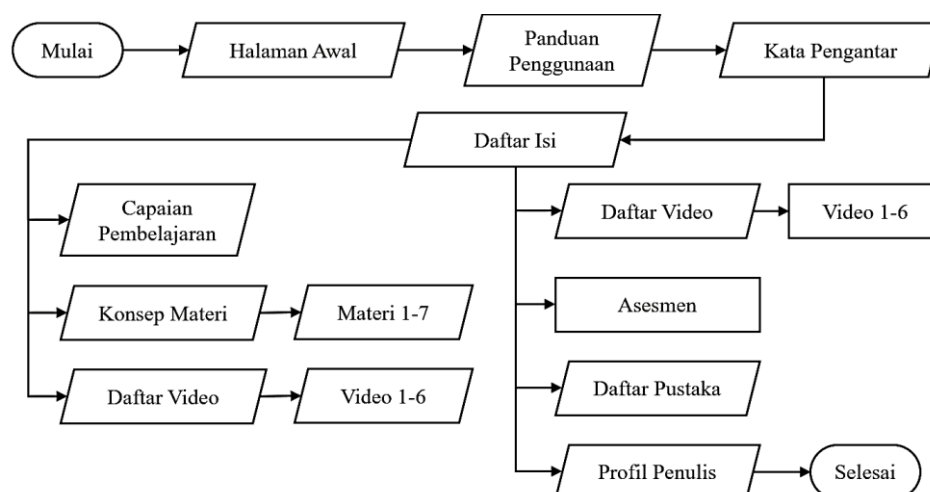 Mulai
Halaman Awal
Panduan
Penggunaan
Kata Pengantar
Daftar Isi
Capaian
Pembelajaran
Konsep Materi
Materi 1-7
Daftar Video
Video 1-6
Daftar Video
Video 1-6
Asesmen
Daftar Pustaka
Profil Penulis
Selesai